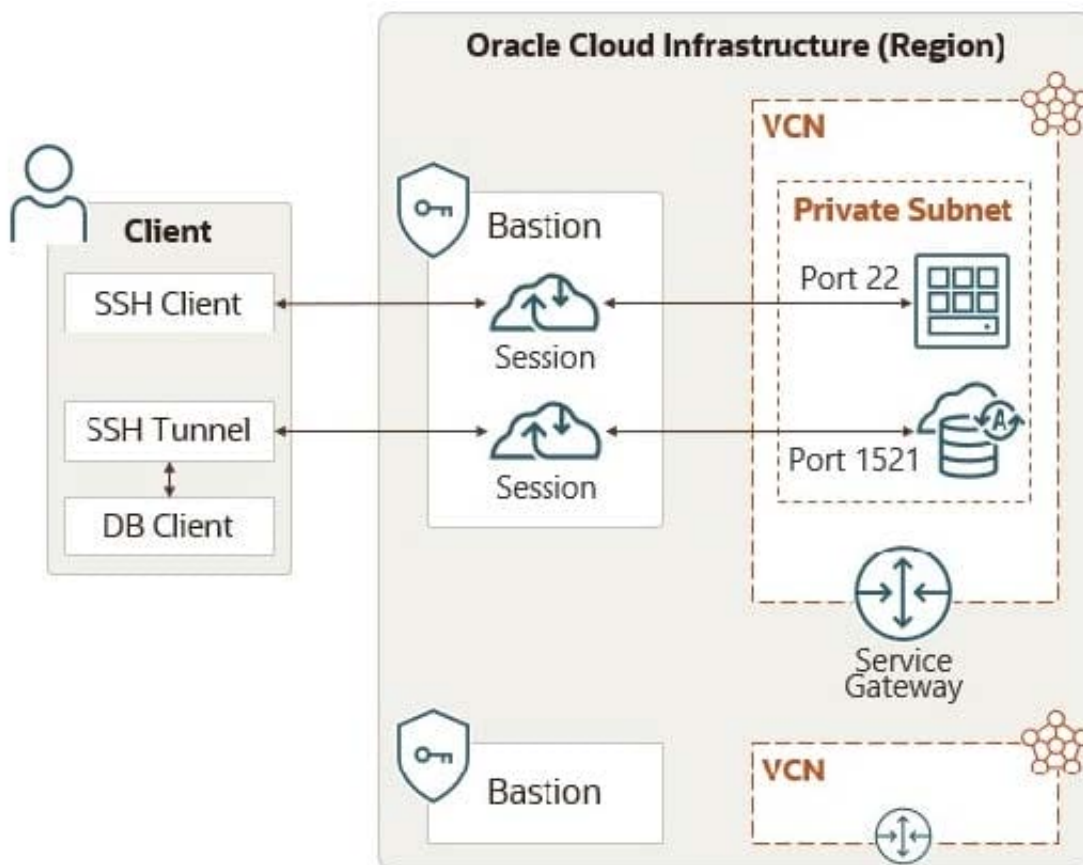 Oracle Cloud Infrastructure (Region)
VCN
Private Subnet
Client
Bastion
SSH Client
Port 22
Session
SSH Tunnel
Port 1521
Session
DB Client
Service
Gateway
Bastion
VCN
A